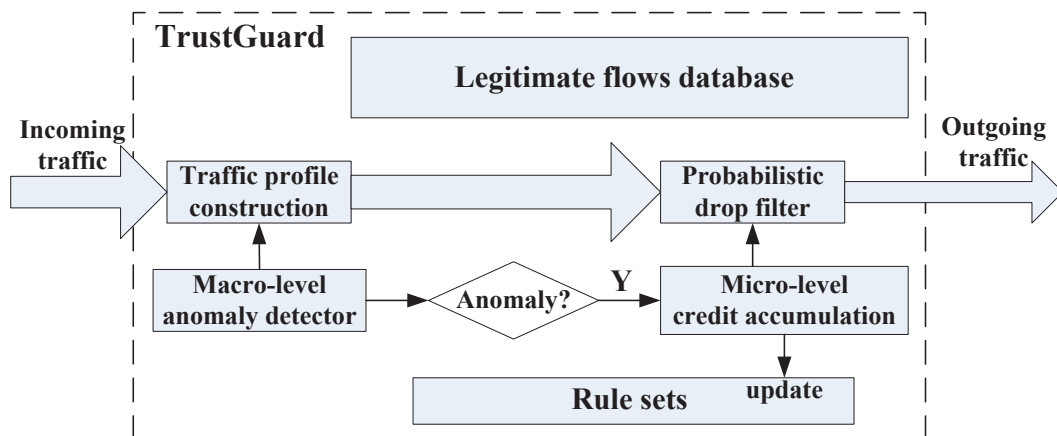 TrustGuard
Legitimate flows database
Incoming
traffic
Outgoing
traffic
Traffic profile
construction
Probabilistic
drop filter
Macro-level
anomaly detector
Anomaly?
Y
Micro-level
credit accumulation
update
Rule sets